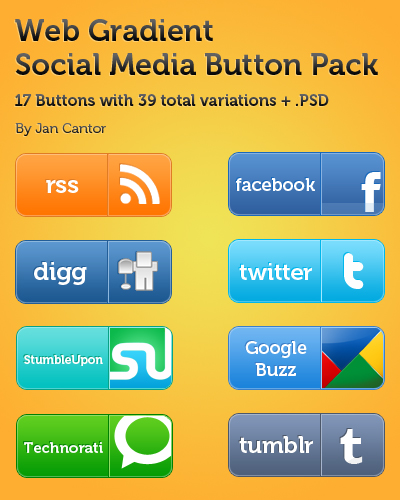 Web Gradient
Social Media Button Pack
17 Buttons with 39 total variations + .PSD
By Jan Cantor
rss
facebook f
digg
twitter t
StumbleUpon SU
Google
Buzz
Technorati
tumblr t